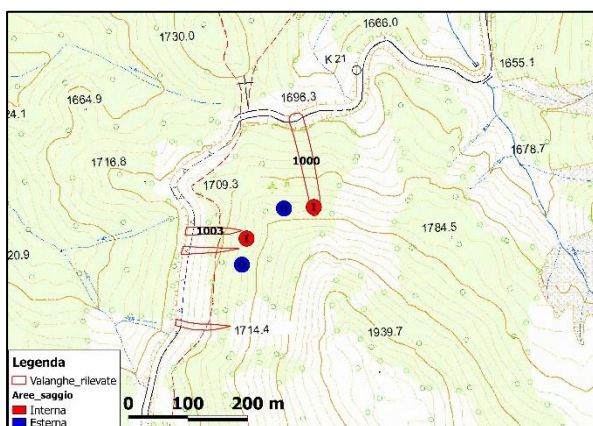 1730.0
1666.0
K 21
1655.1
1664.9
1696.3
24.1
1678.7
1000
1716.8
1709.3
1784.5
1003
20.9
1714.4
1939.7
Legenda
Valanghe_rilevate
Aree_saggio
Interna
Esterna
0 100 200 m
I
I